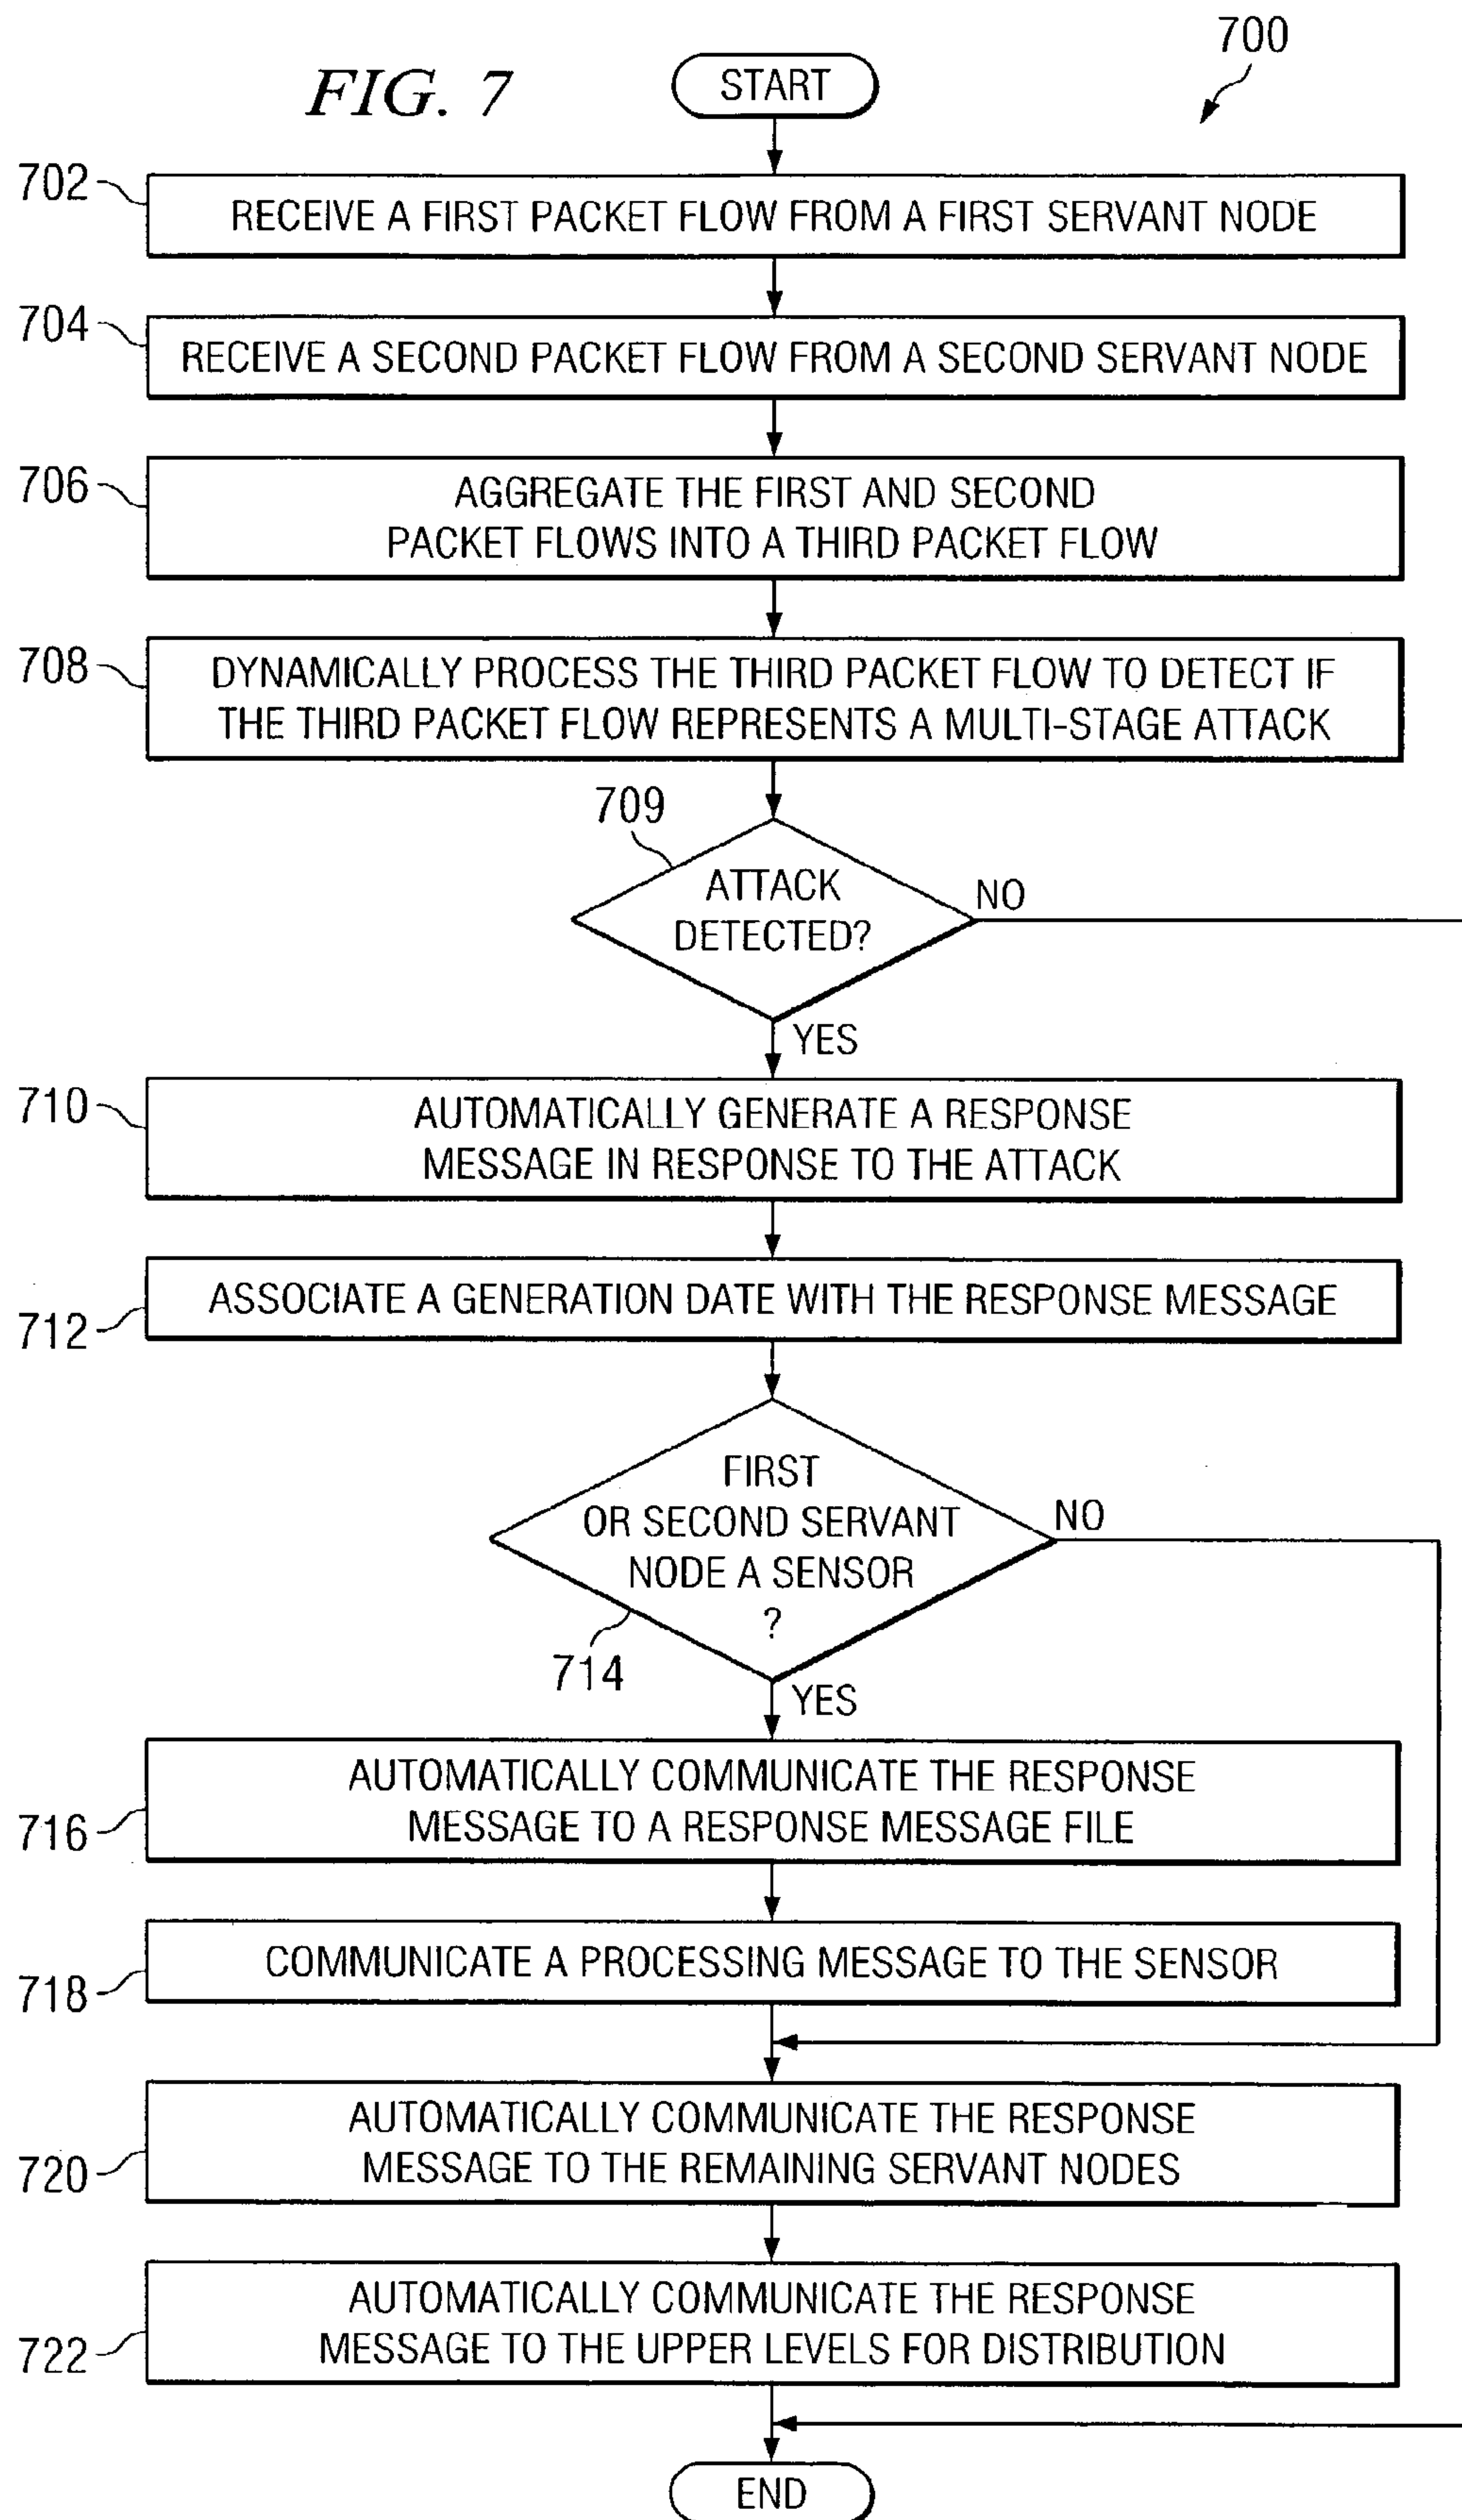 700
FIG. 7
START
702
RECEIVE A FIRST PACKET FLOW FROM A FIRST SERVANT NODE
704
RECEIVE A SECOND PACKET FLOW FROM A SECOND SERVANT NODE
706
AGGREGATE THE FIRST AND SECOND
PACKET FLOWS INTO A THIRD PACKET FLOW
708
DYNAMICALLY PROCESS THE THIRD PACKET FLOW TO DETECT IF
THE THIRD PACKET FLOW REPRESENTS A MULTI-STAGE ATTACK
709
ATTACK
DETECTED?
NO
YES
710
AUTOMATICALLY GENERATE A RESPONSE
MESSAGE IN RESPONSE TO THE ATTACK
712
ASSOCIATE A GENERATION DATE WITH THE RESPONSE MESSAGE
FIRST
OR SECOND SERVANT
NODE A SENSOR
?
NO
714
YES
716
AUTOMATICALLY COMMUNICATE THE RESPONSE
MESSAGE TO A RESPONSE MESSAGE FILE
718
COMMUNICATE A PROCESSING MESSAGE TO THE SENSOR
720
AUTOMATICALLY COMMUNICATE THE RESPONSE
MESSAGE TO THE REMAINING SERVANT NODES
722
AUTOMATICALLY COMMUNICATE THE RESPONSE
MESSAGE TO THE UPPER LEVELS FOR DISTRIBUTION
END